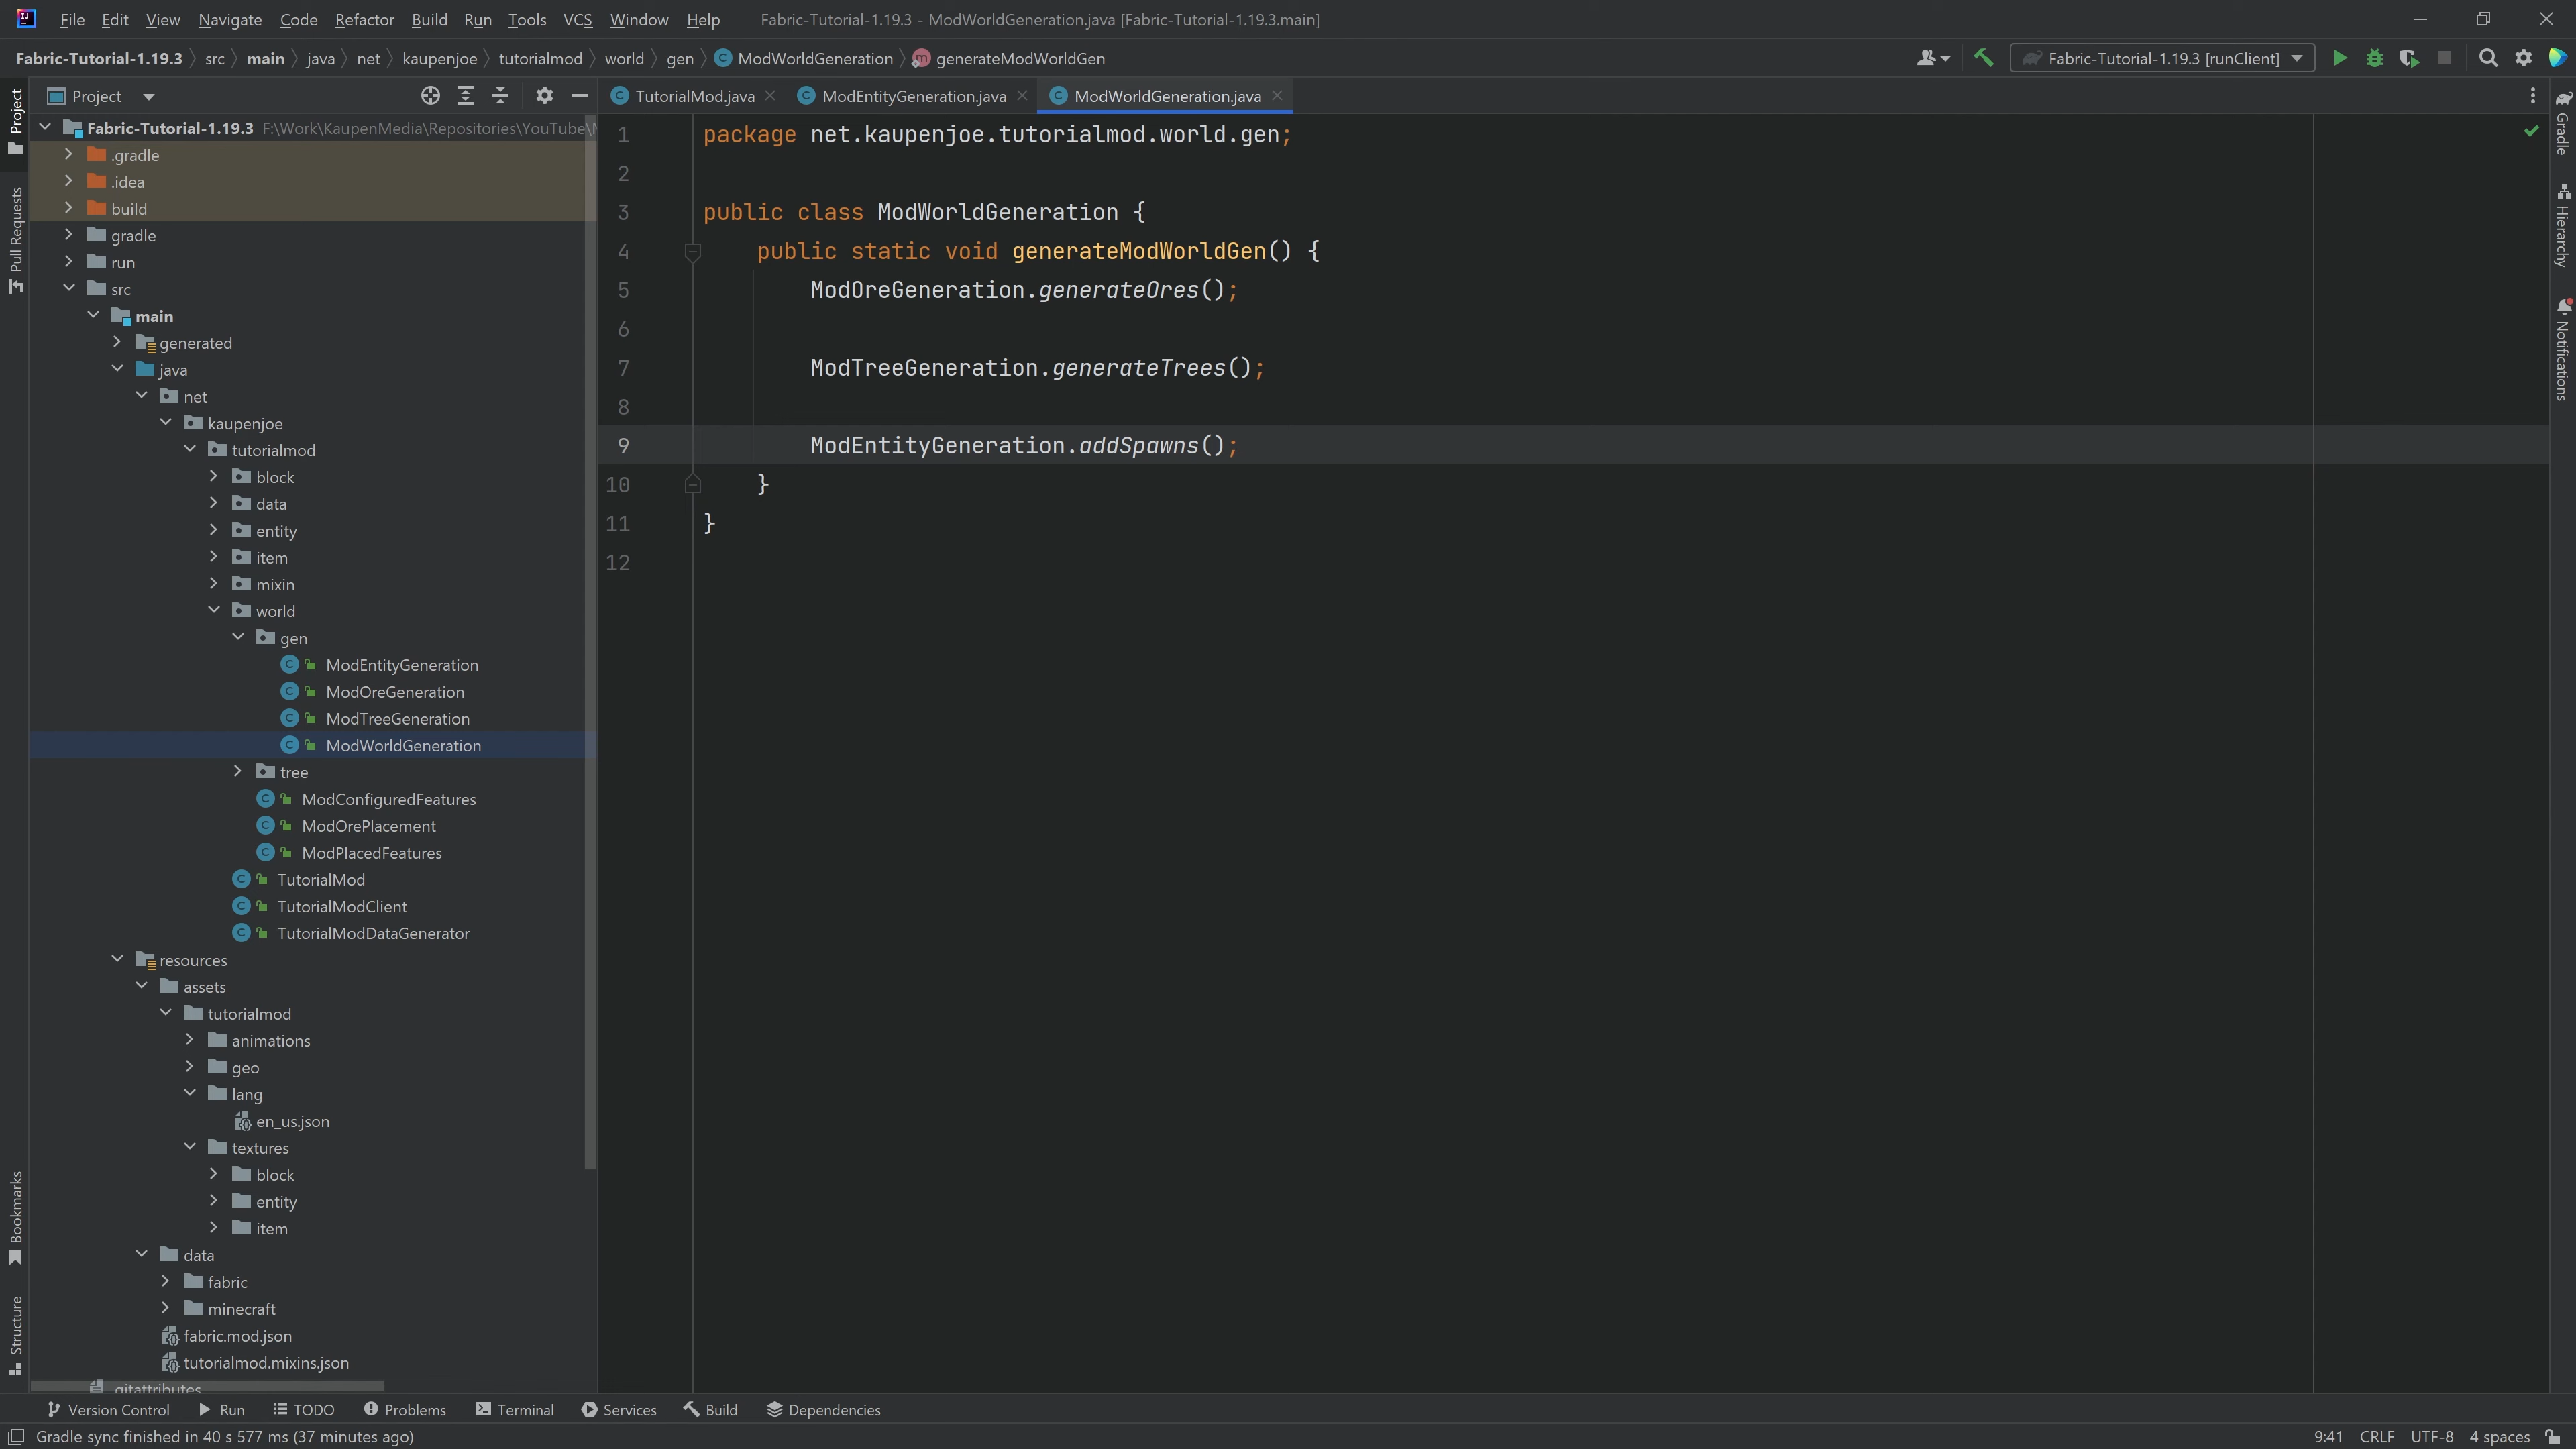 File Edit View Navigate Code Refactor Build Run Tools VCS Window Help Fabric-Tutorial-1.19.3 - ModWorldGeneration.java [Fabric-Tutorial-1.19.3.main]
Fabric-Tutorial-1.19.3 src main java net kaupenjoe tutorialmod world gen ModWorldGeneration generateModWorldGen Fabric-Tutorial-1.19.3 [runClient]
Project
TutorialMod.java ModEntityGeneration.java ModWorldGeneration.java
Project
Pull Requests
Bookmarks
Structure
Fabric-Tutorial-1.19.3 F:\Work\KaupenMedia\Repositories\YouTube\
.gradle
.idea
build
gradle
run
src
main
generated
java
net
kaupenjoe
tutorialmod
block
data
entity
item
mixin
world
gen
ModEntityGeneration
ModOreGeneration
ModTreeGeneration
ModWorldGeneration
tree
ModConfiguredFeatures
ModOrePlacement
ModPlacedFeatures
TutorialMod
TutorialModClient
TutorialModDataGenerator
resources
assets
tutorialmod
animations
geo
lang
en_us.json
textures
block
entity
item
data
fabric
minecraft
fabric.mod.json
tutorialmod.mixins.json
.gitattributes
1 package net.kaupenjoe.tutorialmod.world.gen;
2
3 public class ModWorldGeneration {
4 public static void generateModWorldGen() {
5 ModOreGeneration.generateOres();
6
7 ModTreeGeneration.generateTrees();
8
9 ModEntityGeneration.addSpawns();
10 }
11 }
12
Gradle
Hierarchy
Notifications
Version Control Run TODO Problems Terminal Services Build Dependencies
Gradle sync finished in 40 s 577 ms (37 minutes ago) 9:41 CRLF UTF-8 4 spaces